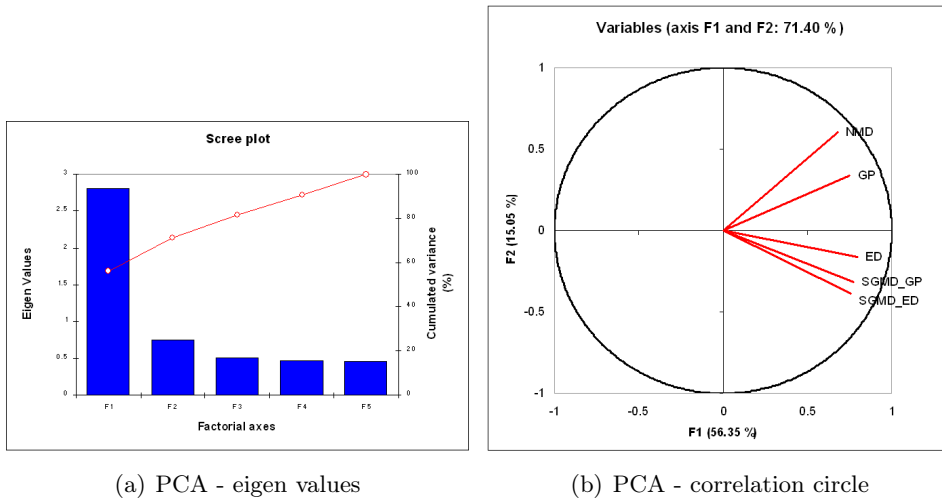 Scree plot
3
2.5
2
1.5
1
0.5
0
100
80
60
40
20
0
Eigen Values
Cumulated variance
(%)
F1 F2 F3 F4 F5
Factorial axes
(a) PCA - eigen values
Variables (axis F1 and F2: 71.40 %)
1
0.5
0
-0.5
-1
F2 (15.05 %)
NMD
GP
ED
SGMD_GP
SGMD_ED
-1 -0.5 0 0.5 1
F1 (56.35 %)
(b) PCA - correlation circle